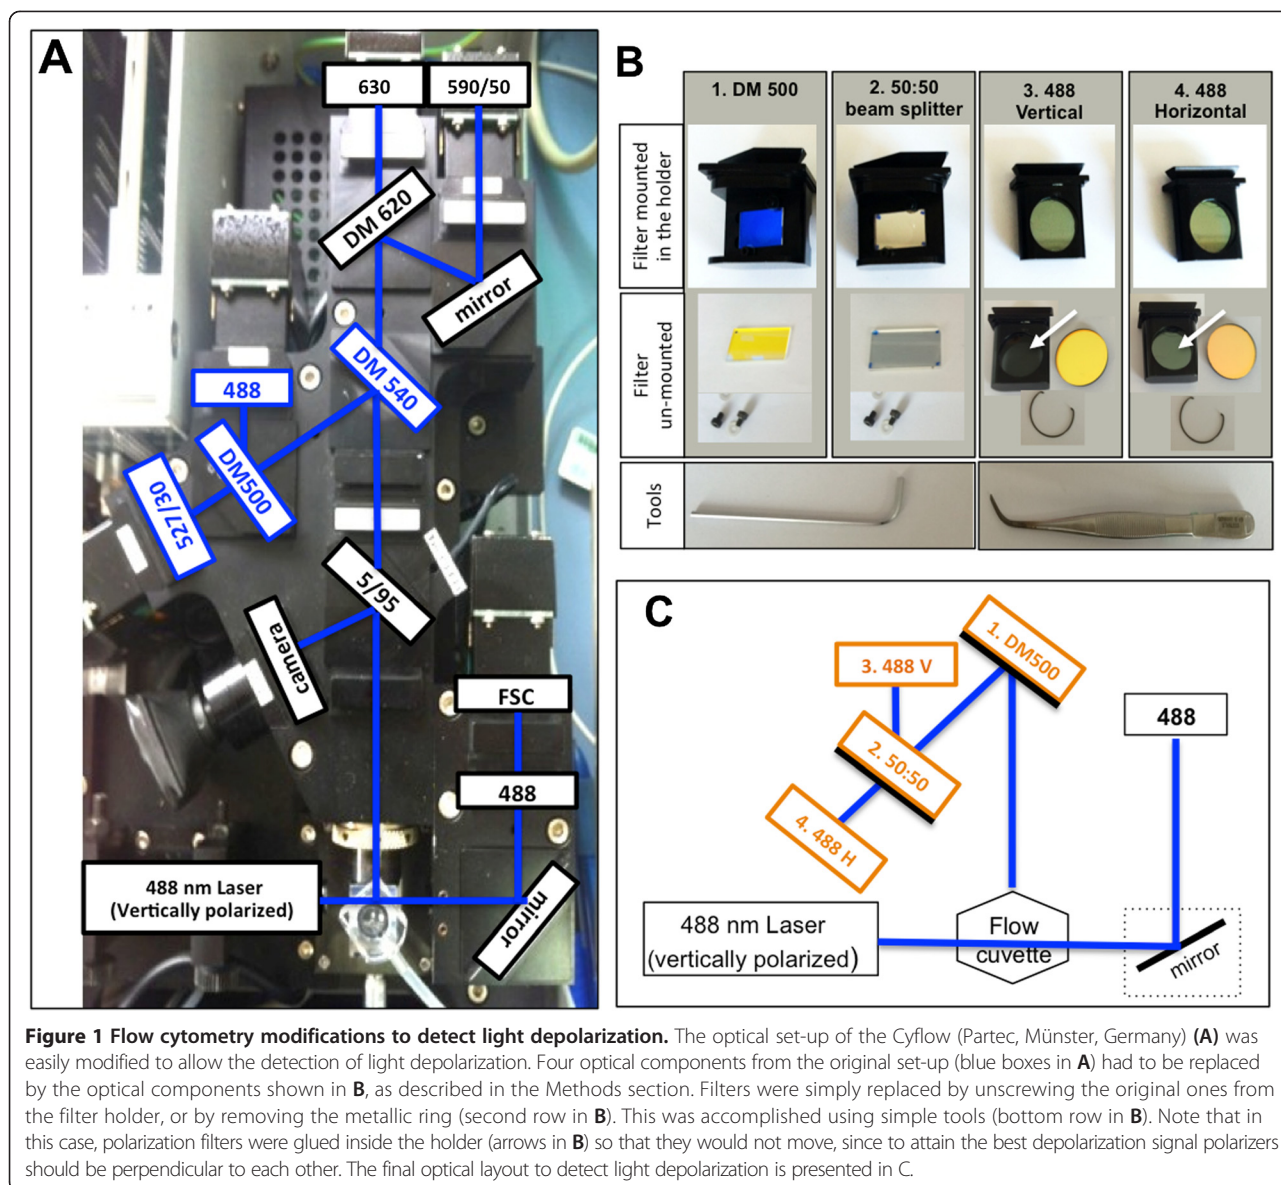 A
630
590/50
DM 620
mirror
DM 540
488
DM500
527/30
5/95
camera
FSC
488
488 nm Laser
(Vertically polarized)
mirror
B
1. DM 500
2. 50:50
beam splitter
3. 488
Vertical
4. 488
Horizontal
Filter mounted
in the holder
Filter
un-mounted
Tools
C
1. DM500
3. 488 V
2. 50:50
4. 488 H
488
488 nm Laser
(vertically polarized)
Flow
cuvette
mirror
Figure 1 Flow cytometry modifications to detect light depolarization. The optical set-up of the Cyflow (Partec, Münster, Germany) (A) was
easily modified to allow the detection of light depolarization. Four optical components from the original set-up (blue boxes in A) had to be replaced
by the optical components shown in B, as described in the Methods section. Filters were simply replaced by unscrewing the original ones from
the filter holder, or by removing the metallic ring (second row in B). This was accomplished using simple tools (bottom row in B). Note that in
this case, polarization filters were glued inside the holder (arrows in B) so that they would not move, since to attain the best depolarization signal polarizers
should be perpendicular to each other. The final optical layout to detect light depolarization is presented in C.